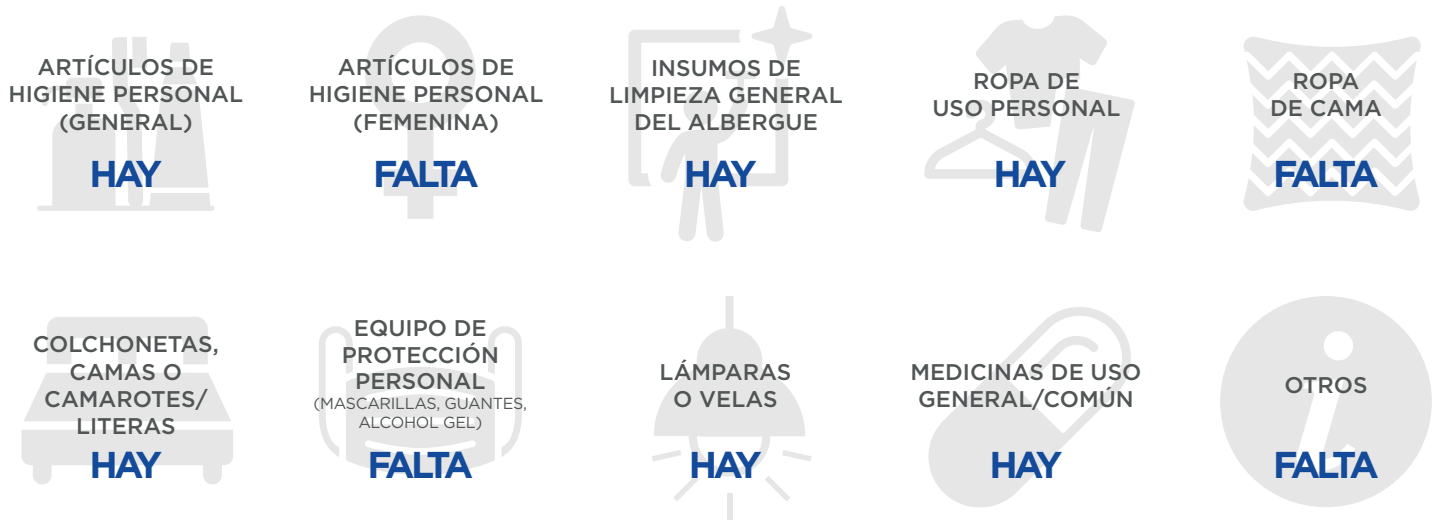 ARTÍCULOS DE
HIGIENE PERSONAL
(GENERAL)
HAY
ARTÍCULOS DE
HIGIENE PERSONAL
(FEMENINA)
FALTA
INSUMOS DE
LIMPIEZA GENERAL
DEL ALBERGUE
HAY
ROPA DE
USO PERSONAL
HAY
ROPA
DE CAMA
FALTA
COLCHONETAS,
CAMAS O
CAMAROTES/
LITERAS
HAY
EQUIPO DE
PROTECCIÓN
PERSONAL
(MASCARILLAS, GUANTES,
ALCOHOL GEL)
FALTA
LÁMPARAS
O VELAS
HAY
MEDICINAS DE USO
GENERAL/COMÚN
HAY
OTROS
FALTA